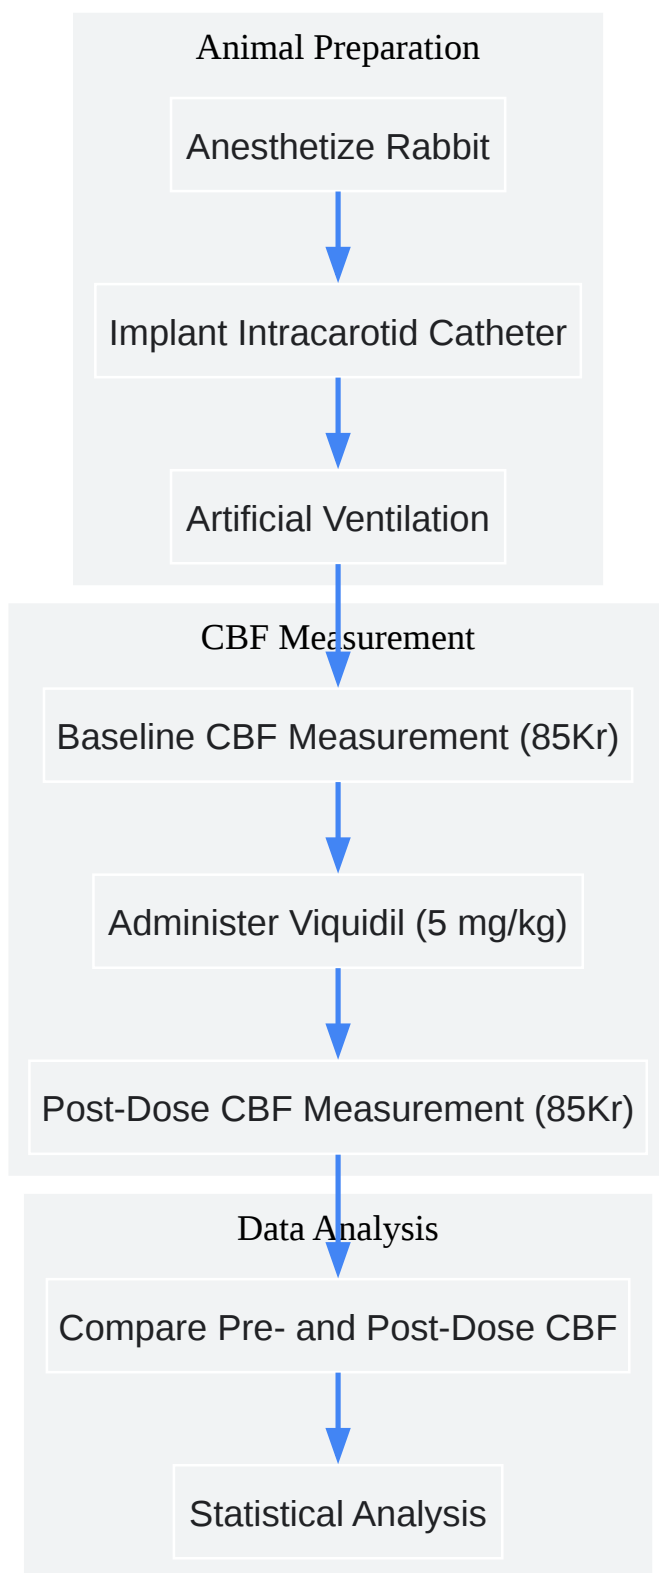 Animal Preparation
Anesthetize Rabbit
Implant Intracarotid Catheter
Artificial Ventilation
CBF Measurement
Baseline CBF Measurement (85Kr)
Administer Viquidil (5 mg/kg)
Post-Dose CBF Measurement (85Kr)
Data Analysis
Compare Pre- and Post-Dose CBF
Statistical Analysis